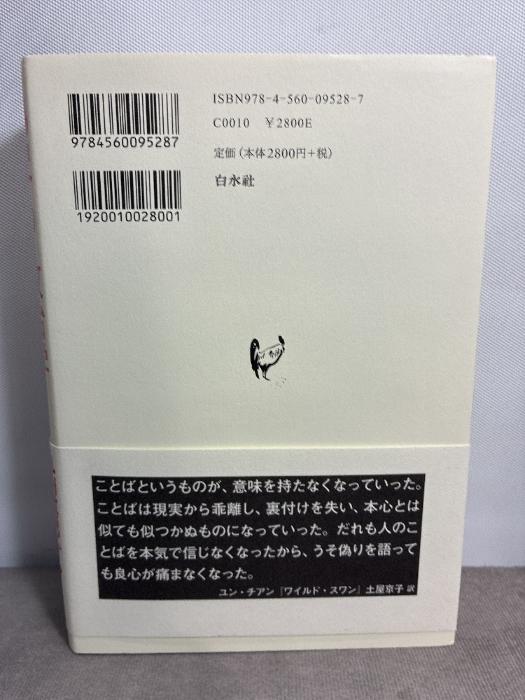 ISBN978-4-560-09528-7
C0010 ¥2800E
定価（本体2800円＋税）
白水社
9784560095287
1920010028001
ことばというものが、意味を持たなくなっていった。
ことばは現実から乖離し、裏付けを失い、本心とは
似ても似つかぬものになっていった。だれも人のこ
とばを本気で信じなくなったから、うそ偽りを語って
も良心が痛まなくなった。
ユン・チアン『ワイルド・スワン』土屋京子 訳